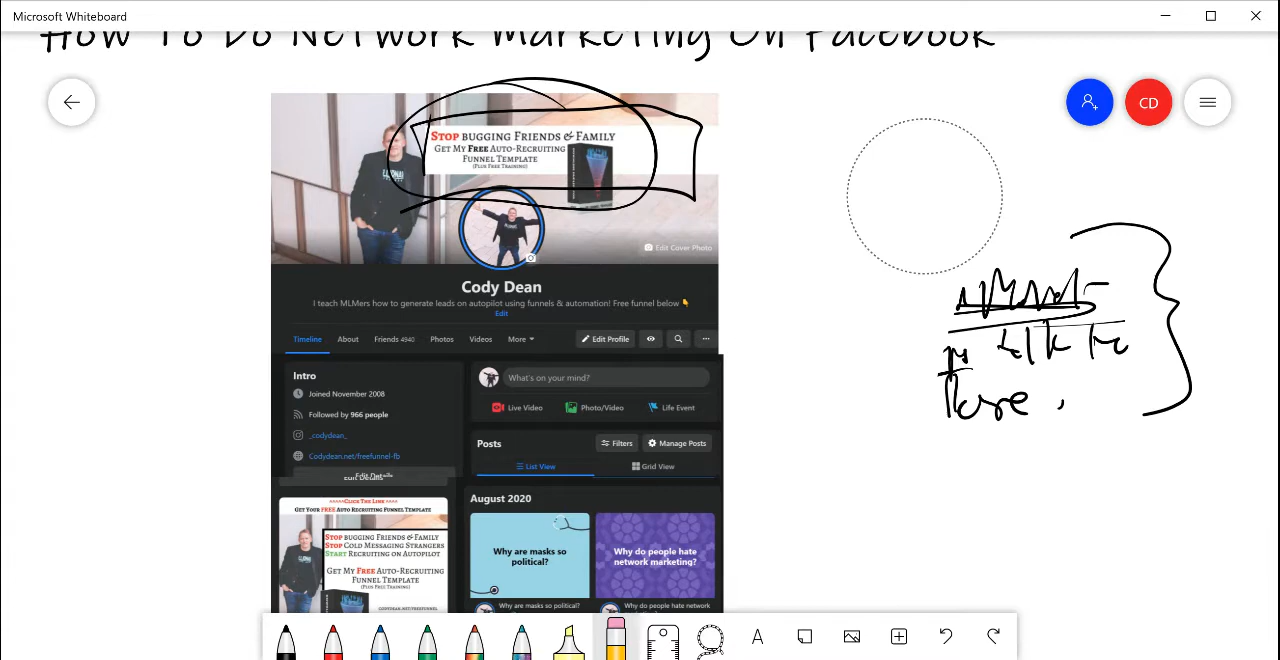 Microsoft Whiteboard
How To Do Network Marketing On Facebook
CD
STOP BUGGING FRIENDS & FAMILY
GET MY FREE AUTO-RECRUITING
FUNNEL TEMPLATE
(PLUS FREE TRAINING)
Edit Cover Photo
Cody Dean
I teach MLMers how to generate leads on autopilot using funnels & automation! Free funnel below 👇
Edit
Timeline About Friends 4940 Photos Videos More Edit Profile
Intro
Joined November 2008
Followed by 966 people
_codydean_
Codydean.net/freefunnel-fb
Edit Details
What's on your mind?
Live Video Photo/Video Life Event
Posts Filters Manage Posts
List View Grid View
August 2020
Why are masks so
political?
Why do people hate
network marketing?
Why are masks so political?
Why do people hate network
^^^^^CLICK THE LINK ^^^^
GET YOUR FREE AUTO RECRUITING FUNNEL TEMPLATE
STOP BUGGING FRIENDS & FAMILY
STOP COLD MESSAGING STRANGERS
START RECRUITING ON AUTOPILOT
GET MY FREE AUTO-RECRUITING
FUNNEL TEMPLATE
(PLUS FREE TRAINING)
CODYDEAN.NET/FREEFUNNEL
A